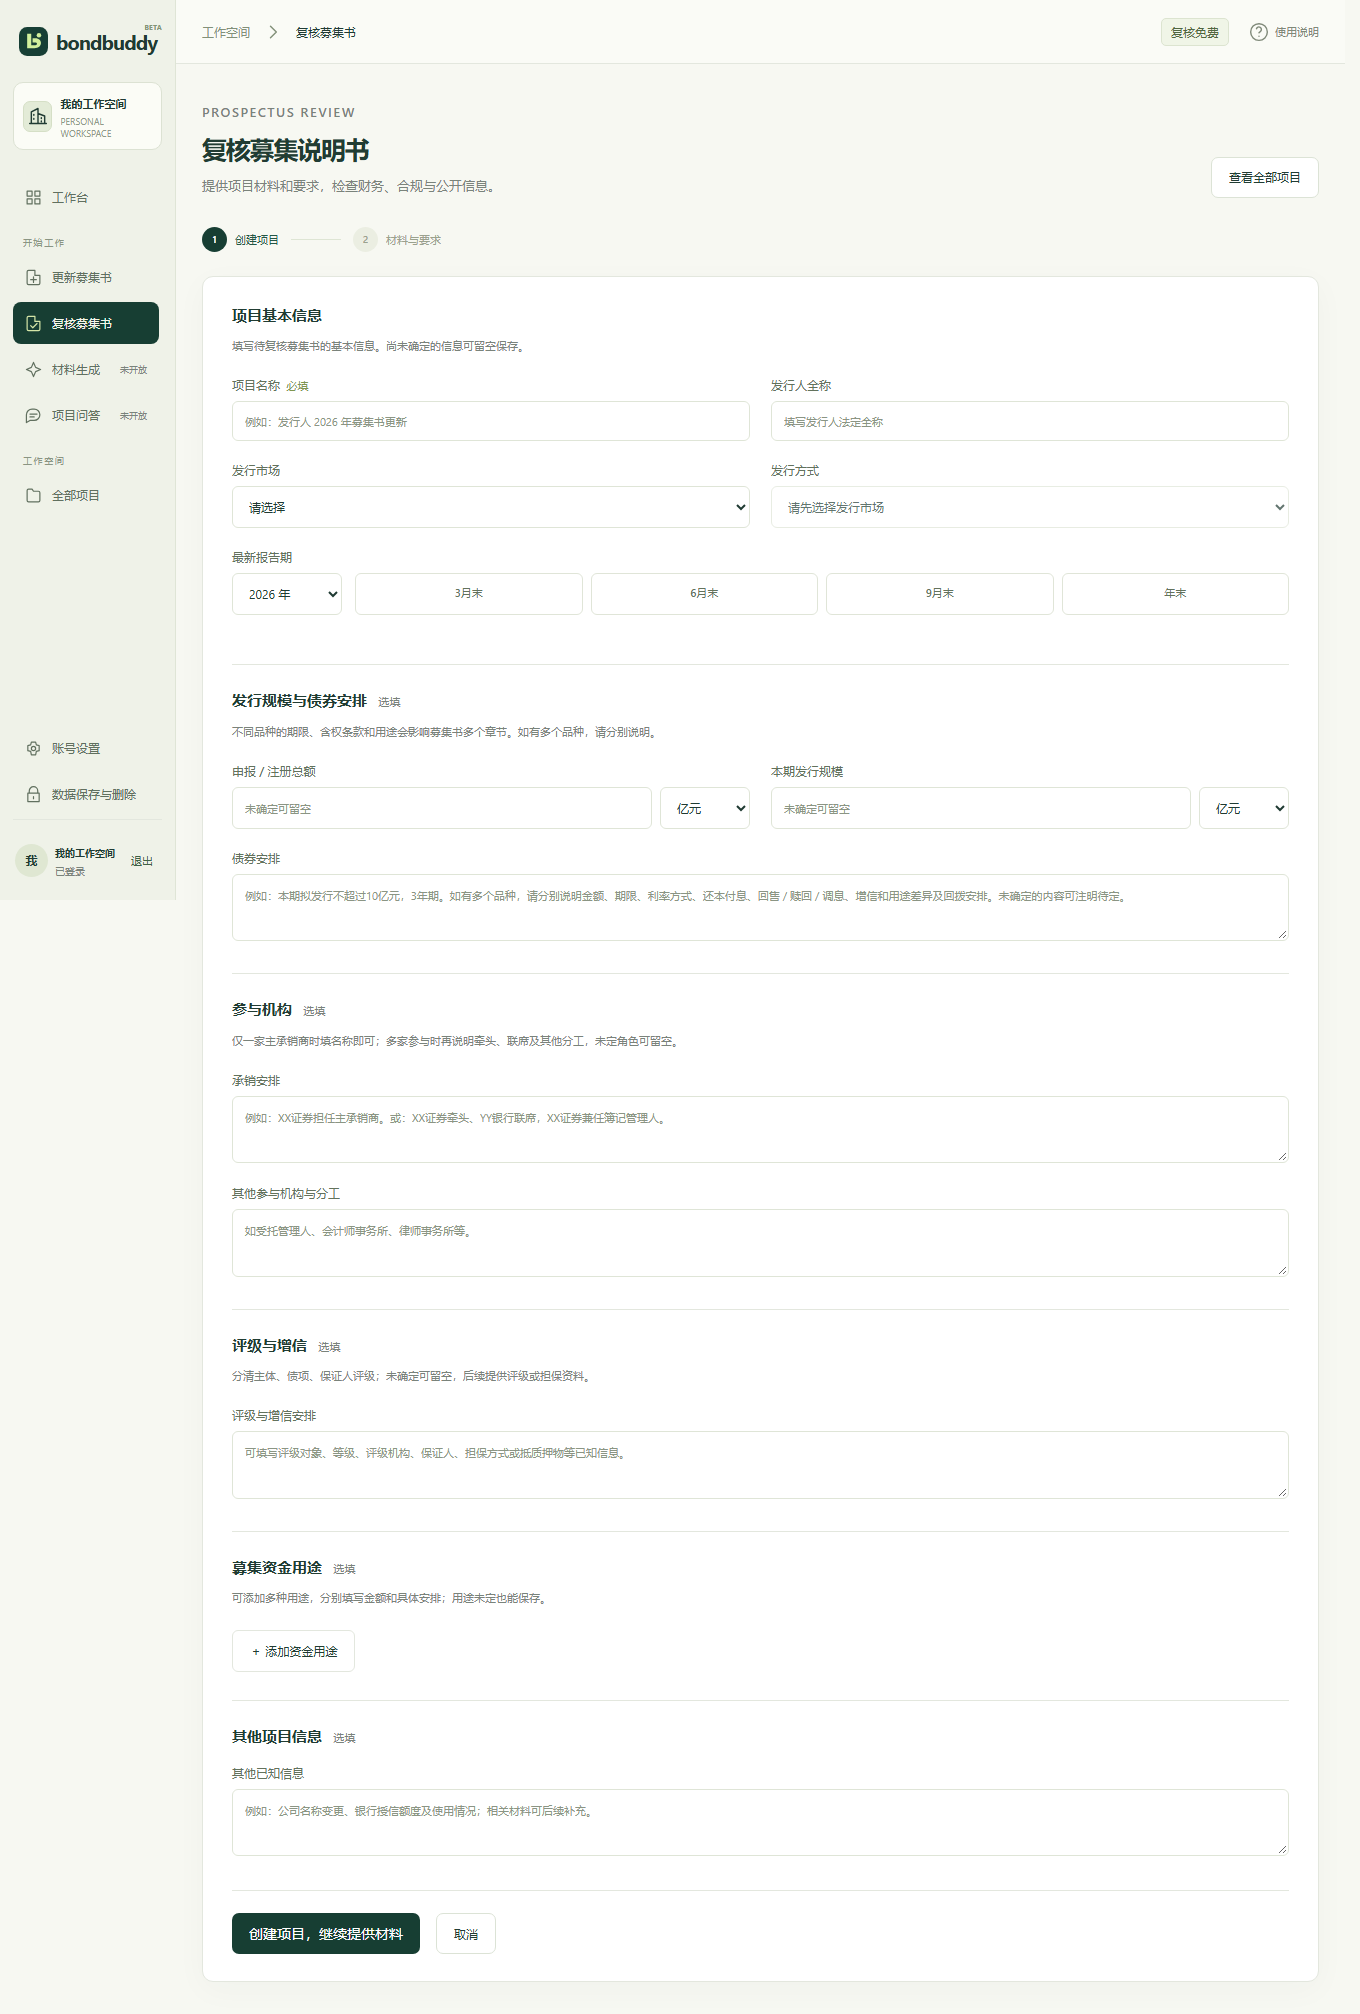 bondbuddy
BETA
我的工作空间
PERSONAL
WORKSPACE
工作台
开始工作
更新募集书
复核募集书
材料生成 未开放
项目问答 未开放
工作空间
全部项目
账号设置
数据保存与删除
我
我的工作空间
已登录
退出
工作空间 复核募集书
复核免费
? 使用说明
PROSPECTUS REVIEW
复核募集说明书
提供项目材料和要求，检查财务、合规与公开信息。
查看全部项目
1 创建项目 2 材料与要求
项目基本信息
填写待复核募集书的基本信息。尚未确定的信息可留空保存。
项目名称 必填
例如：发行人 2026 年募集书更新
发行人全称
填写发行人法定全称
发行市场
请选择
发行方式
请先选择发行市场
最新报告期
2026 年 3月末 6月末 9月末 年末
发行规模与债券安排 选填
不同品种的期限、含权条款和用途会影响募集书多个章节。如有多个品种，请分别说明。
申报 / 注册总额
未确定可留空 亿元
本期发行规模
未确定可留空 亿元
债券安排
例如：本期拟发行不超过10亿元，3年期。如有多个品种，请分别说明金额、期限、利率方式、还本付息、回售 / 赎回 / 调息、增信和用途差异及回拨安排。未确定的内容可注明待定。
参与机构 选填
仅一家主承销商时填名称即可；多家参与时再说明牵头、联席及其他分工，未定角色可留空。
承销安排
例如：XX证券担任主承销商。或：XX证券牵头、YY银行联席，XX证券兼任簿记管理人。
其他参与机构与分工
如受托管理人、会计师事务所、律师事务所等。
评级与增信 选填
分清主体、债项、保证人评级；未确定可留空，后续提供评级或担保资料。
评级与增信安排
可填写评级对象、等级、评级机构、保证人、担保方式或抵质押物等已知信息。
募集资金用途 选填
可添加多种用途，分别填写金额和具体安排；用途未定也能保存。
+ 添加资金用途
其他项目信息 选填
其他已知信息
例如：公司名称变更、银行授信额度及使用情况；相关材料可后续补充。
创建项目，继续提供材料 取消